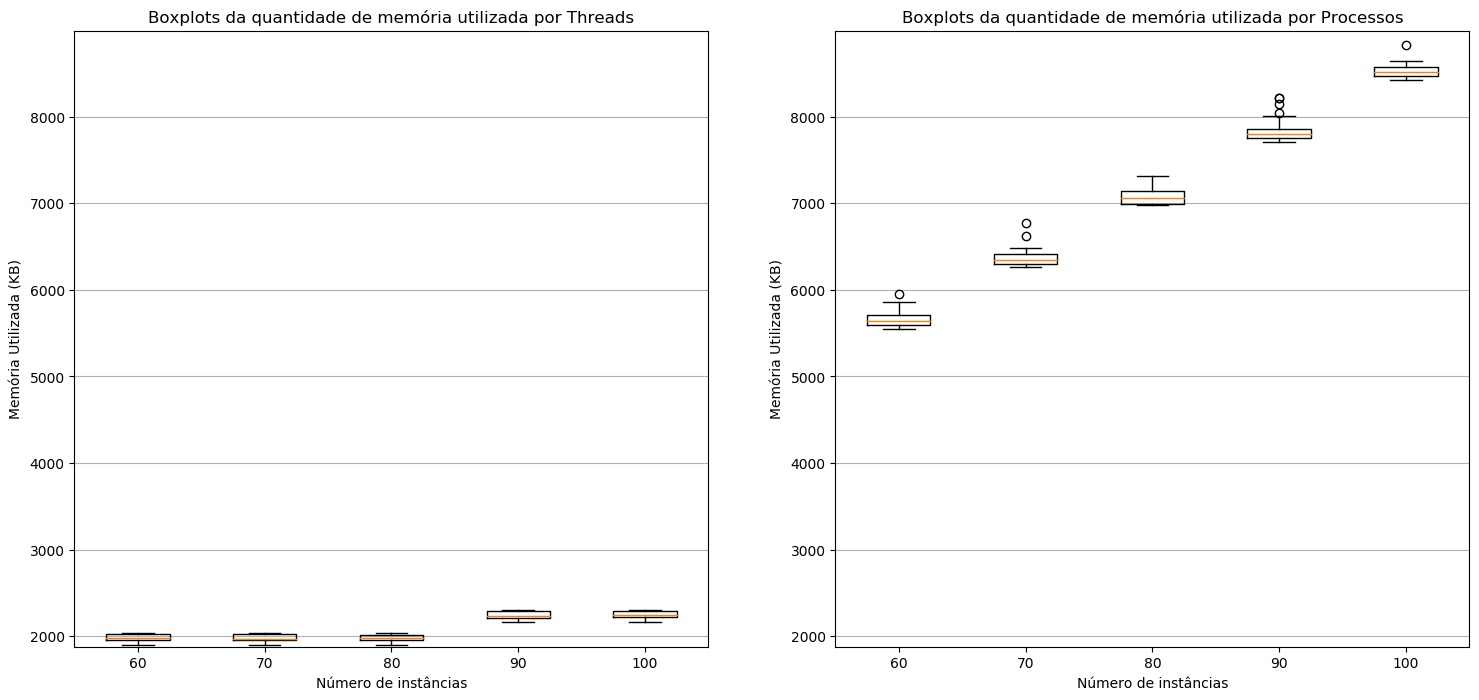 Boxplots da quantidade de memória utilizada por Threads
Memória Utilizada (KB)
8000
7000
6000
5000
4000
3000
2000
60 70 80 90 100
Número de instâncias
Boxplots da quantidade de memória utilizada por Processos
Memória Utilizada (KB)
8000
7000
6000
5000
4000
3000
2000
60 70 80 90 100
Número de instâncias